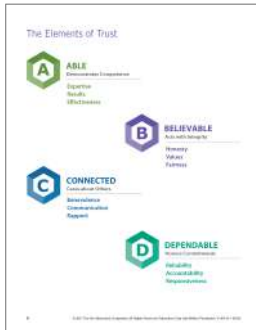 The Elements of Trust
A
ABLE
Demonstrates Competence
Expertise
Results
Effectiveness
B
BELIEVABLE
Acts with Integrity
Honesty
Values
Fairness
C
CONNECTED
Cares about Others
Benevolence
Communication
Rapport
D
DEPENDABLE
Honors Commitments
Reliability
Accountability
Responsiveness